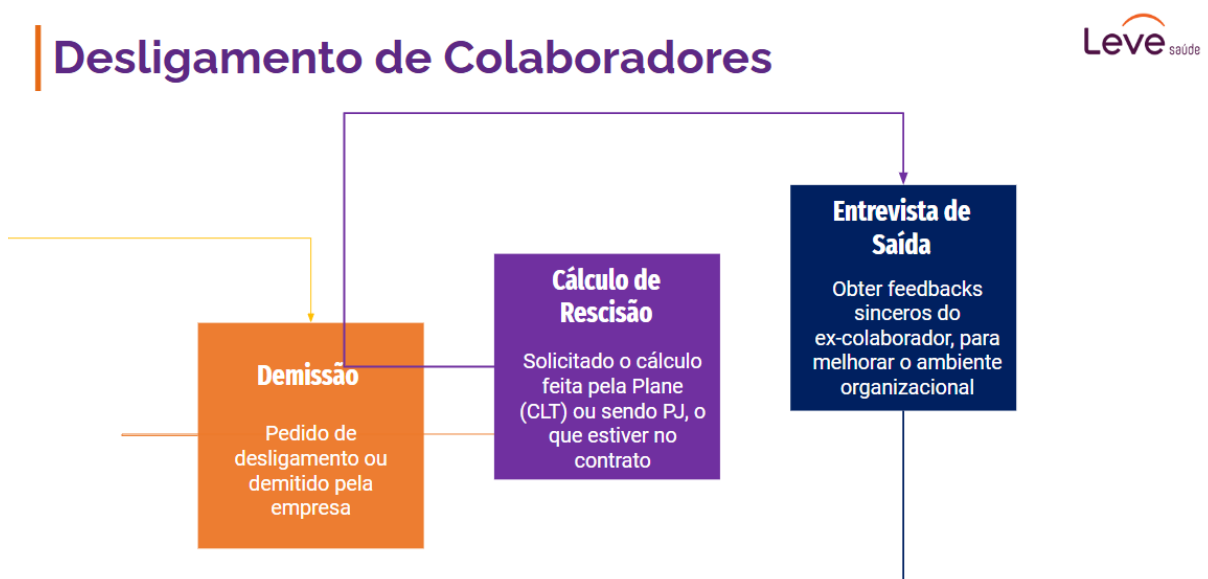 Desligamento de Colaboradores
Leve saúde
Demissão
Pedido de
desligamento ou
demitido pela
empresa
Cálculo de
Rescisão
Solicitado o cálculo
feita pela Plane
(CLT) ou sendo PJ, o
que estiver no
contrato
Entrevista de
Saída
Obter feedbacks
sinceros do
ex-colaborador, para
melhorar o ambiente
organizacional